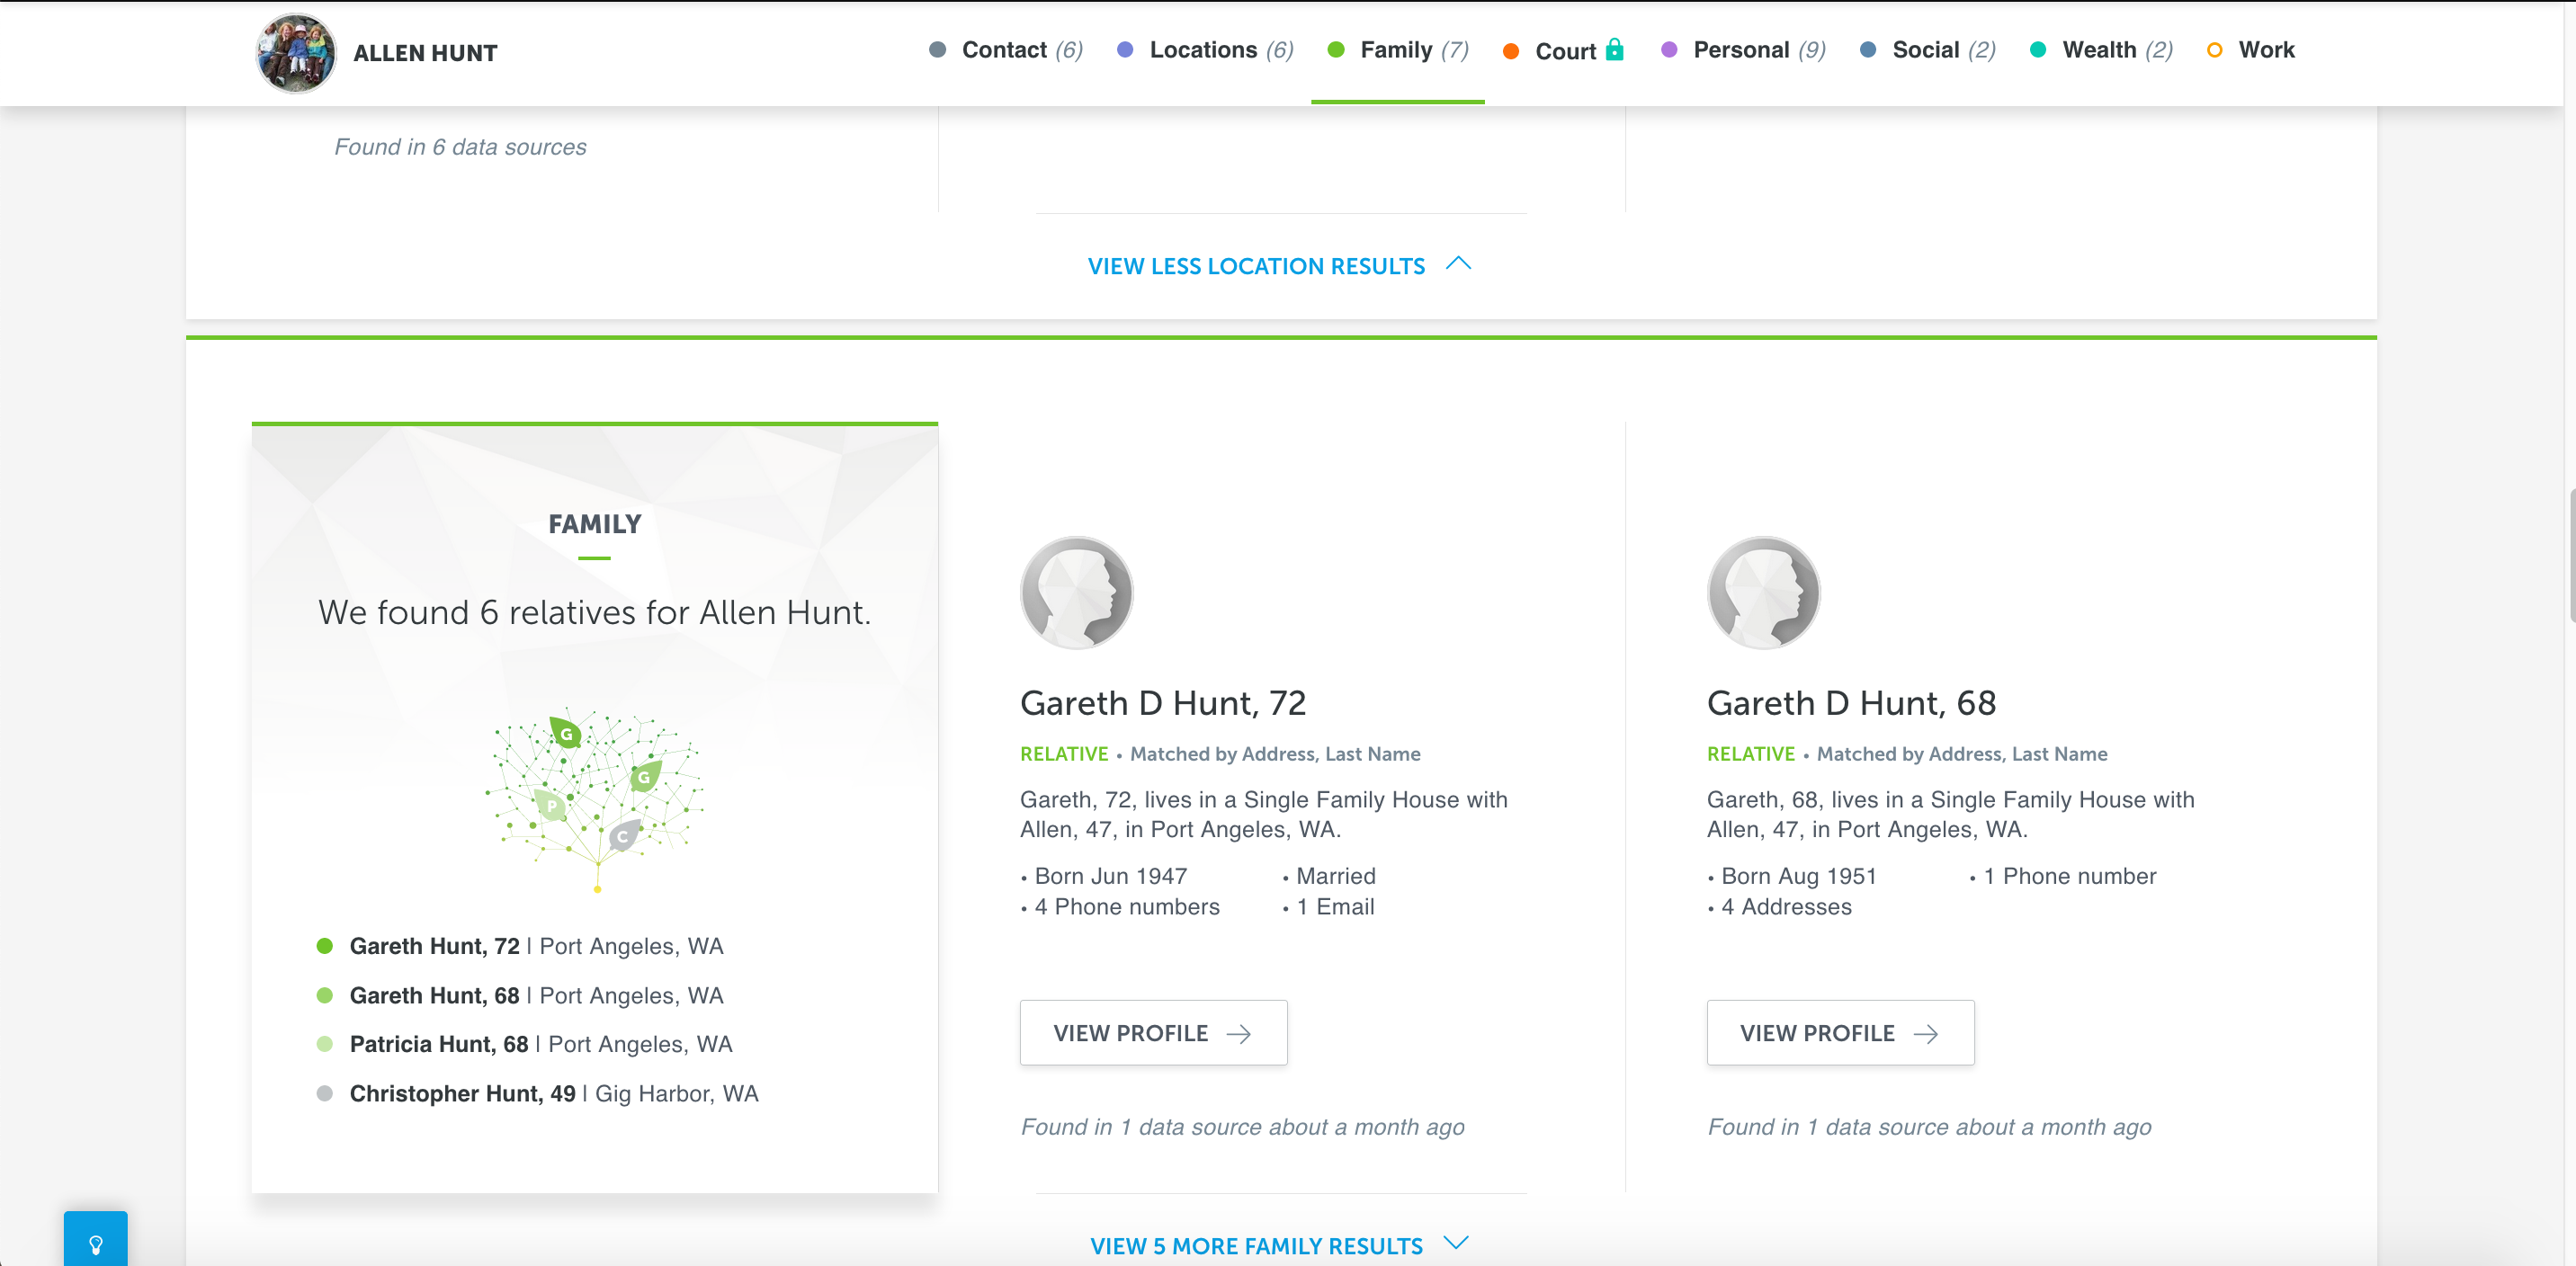 ALLEN HUNT
Contact (6)
Locations (6)
Family (7)
Court
Personal (9)
Social (2)
Wealth (2)
Work
Found in 6 data sources
VIEW LESS LOCATION RESULTS
FAMILY
We found 6 relatives for Allen Hunt.
G
G
P
C
Gareth Hunt, 72 | Port Angeles, WA
Gareth Hunt, 68 | Port Angeles, WA
Patricia Hunt, 68 | Port Angeles, WA
Christopher Hunt, 49 | Gig Harbor, WA
Gareth D Hunt, 72
RELATIVE • Matched by Address, Last Name
Gareth, 72, lives in a Single Family House with
Allen, 47, in Port Angeles, WA.
• Born Jun 1947
• Married
• 4 Phone numbers
• 1 Email
VIEW PROFILE
Found in 1 data source about a month ago
Gareth D Hunt, 68
RELATIVE • Matched by Address, Last Name
Gareth, 68, lives in a Single Family House with
Allen, 47, in Port Angeles, WA.
• Born Aug 1951
• 1 Phone number
• 4 Addresses
VIEW PROFILE
Found in 1 data source about a month ago
VIEW 5 MORE FAMILY RESULTS